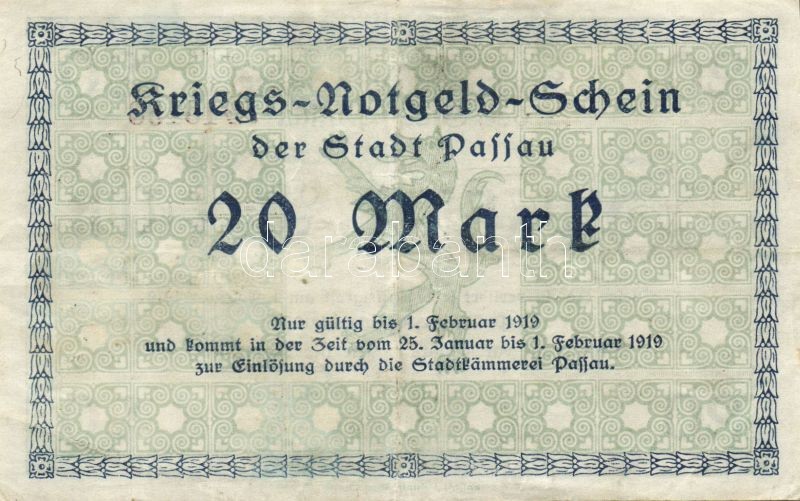 Kriegs-Notgeld-Schein
der Stadt Passau
20 Mark
darabanth
Nur gültig bis 1. Februar 1919
und kommt in der Zeit vom 25. Januar bis 1. Februar 1919
zur Einlösung durch die Stadtkämmerei Passau.